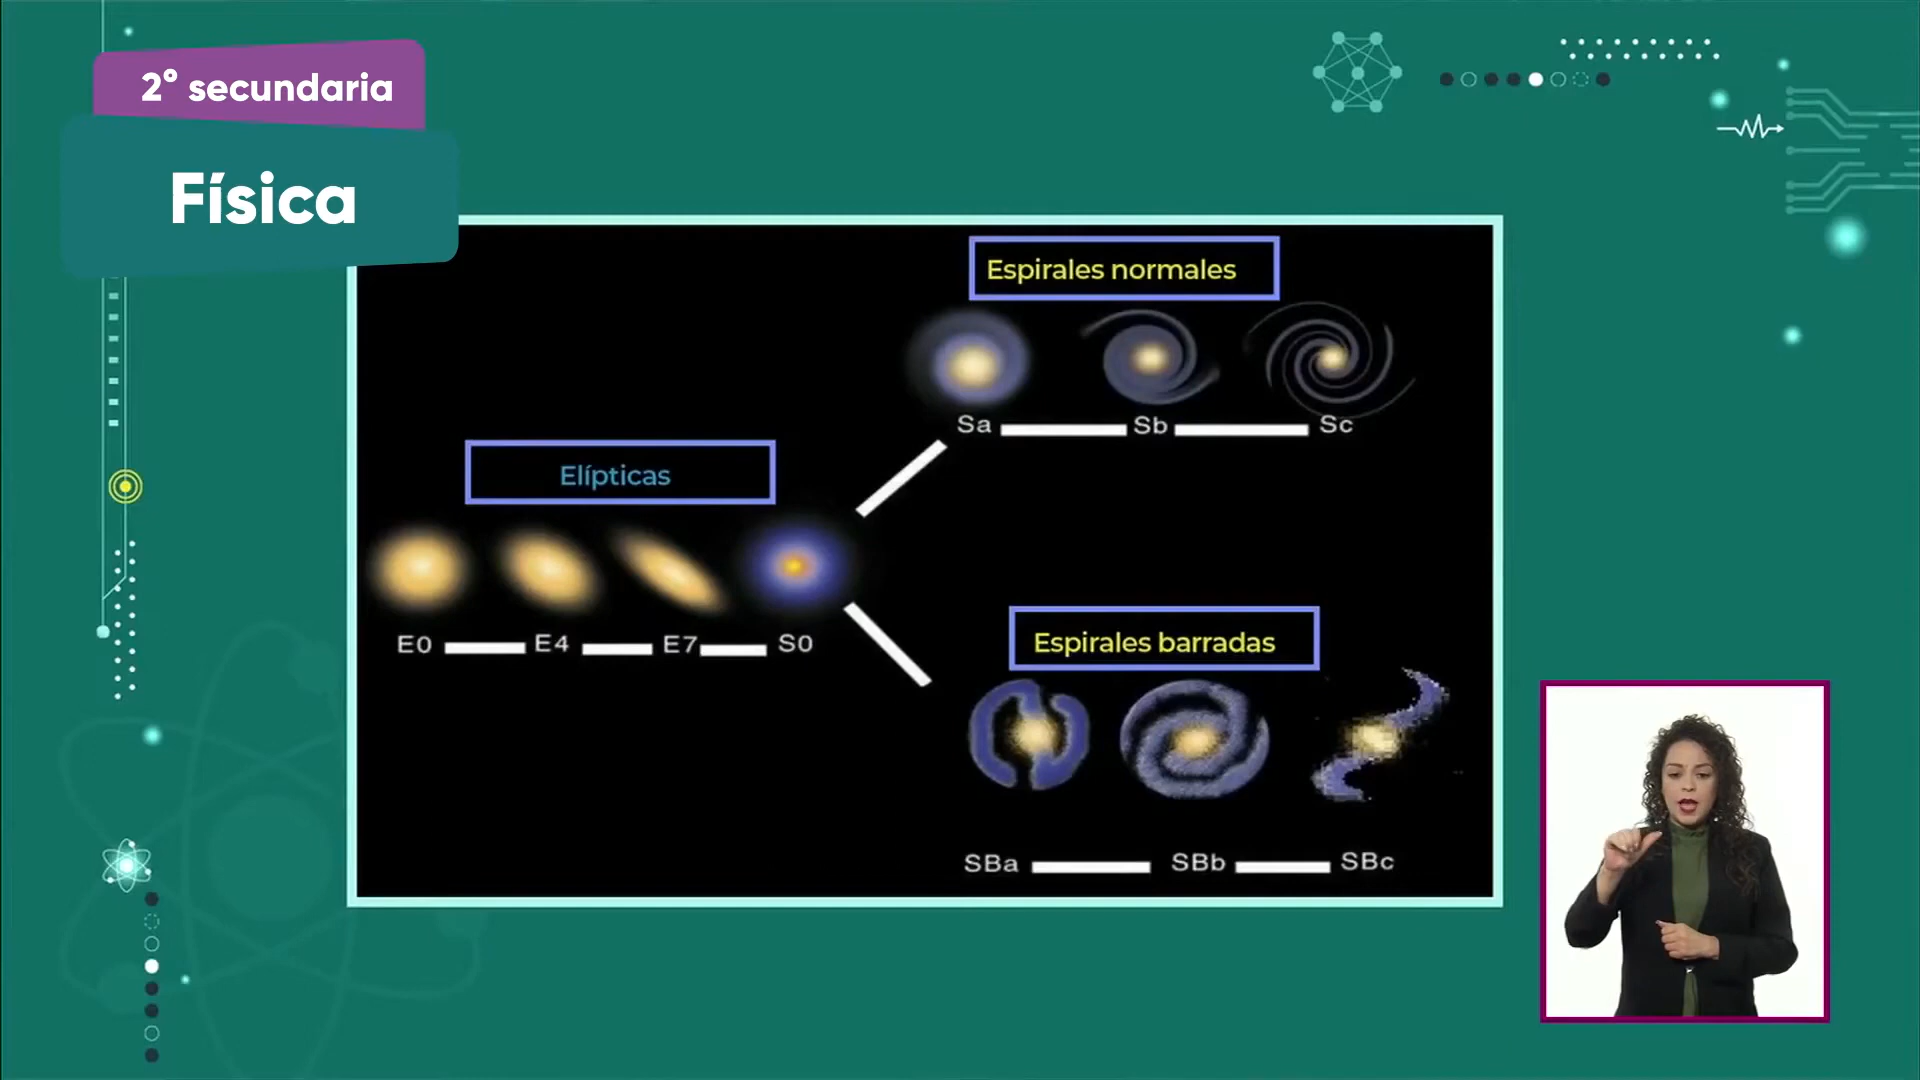 2° secundaria
Física
Espirales normales
Sa Sb Sc
Elípticas
E0 E4 E7 S0
Espirales barradas
SBa SBb SBc